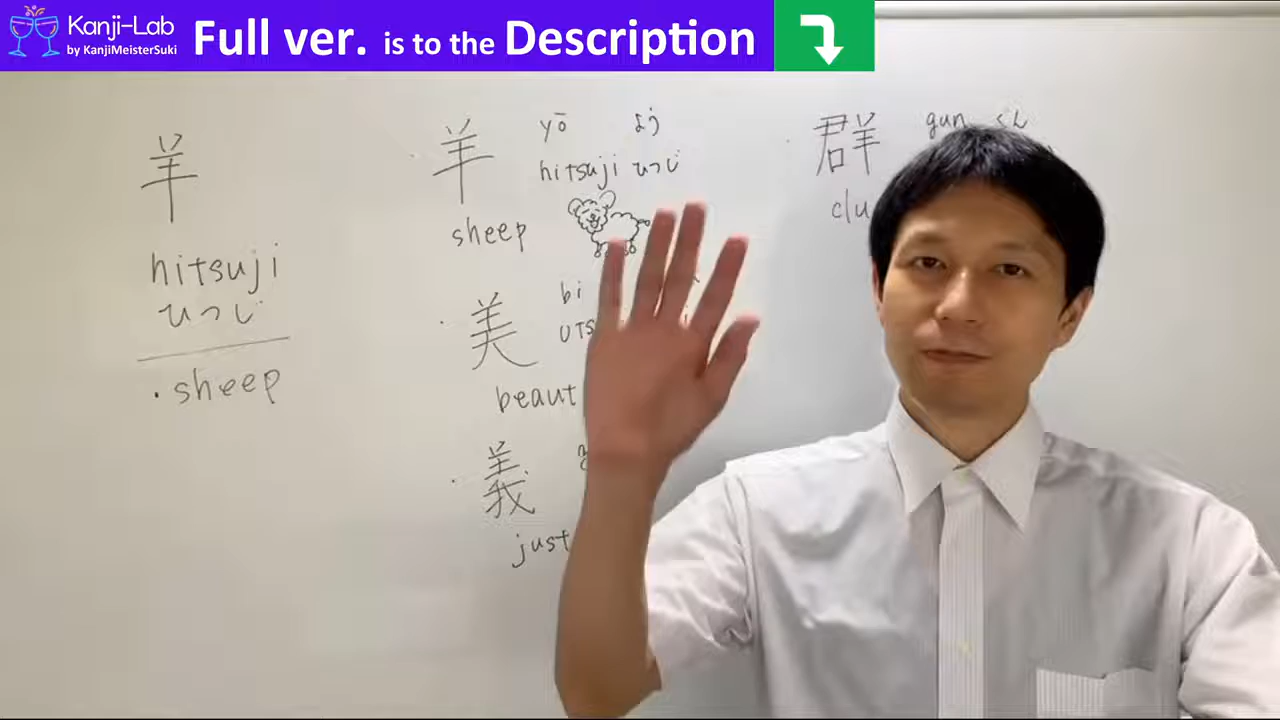 Kanji-Lab
by KanjiMeisterSuki
Full ver. is to the Description
羊
hitsuji
ひつじ
・sheep
・羊
yō よう
hitsuji ひつじ
sheep
・美
bi
beaut
・義
just
・群
gun
clu